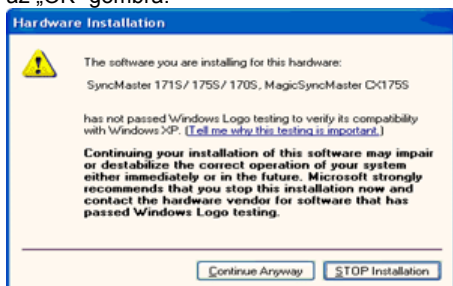 az „OK” gombra.
Hardware Installation
The software you are installing for this hardware:
SyncMaster 171S/ 175S/ 170S, MagicSyncMaster CX175S
has not passed Windows Logo testing to verify its compatibility
with Windows XP. (Tell me why this testing is important.)
Continuing your installation of this software may impair
or destabilize the correct operation of your system
either immediately or in the future. Microsoft strongly
recommends that you stop this installation now and
contact the hardware vendor for software that has
passed Windows Logo testing.
Continue Anyway
STOP Installation